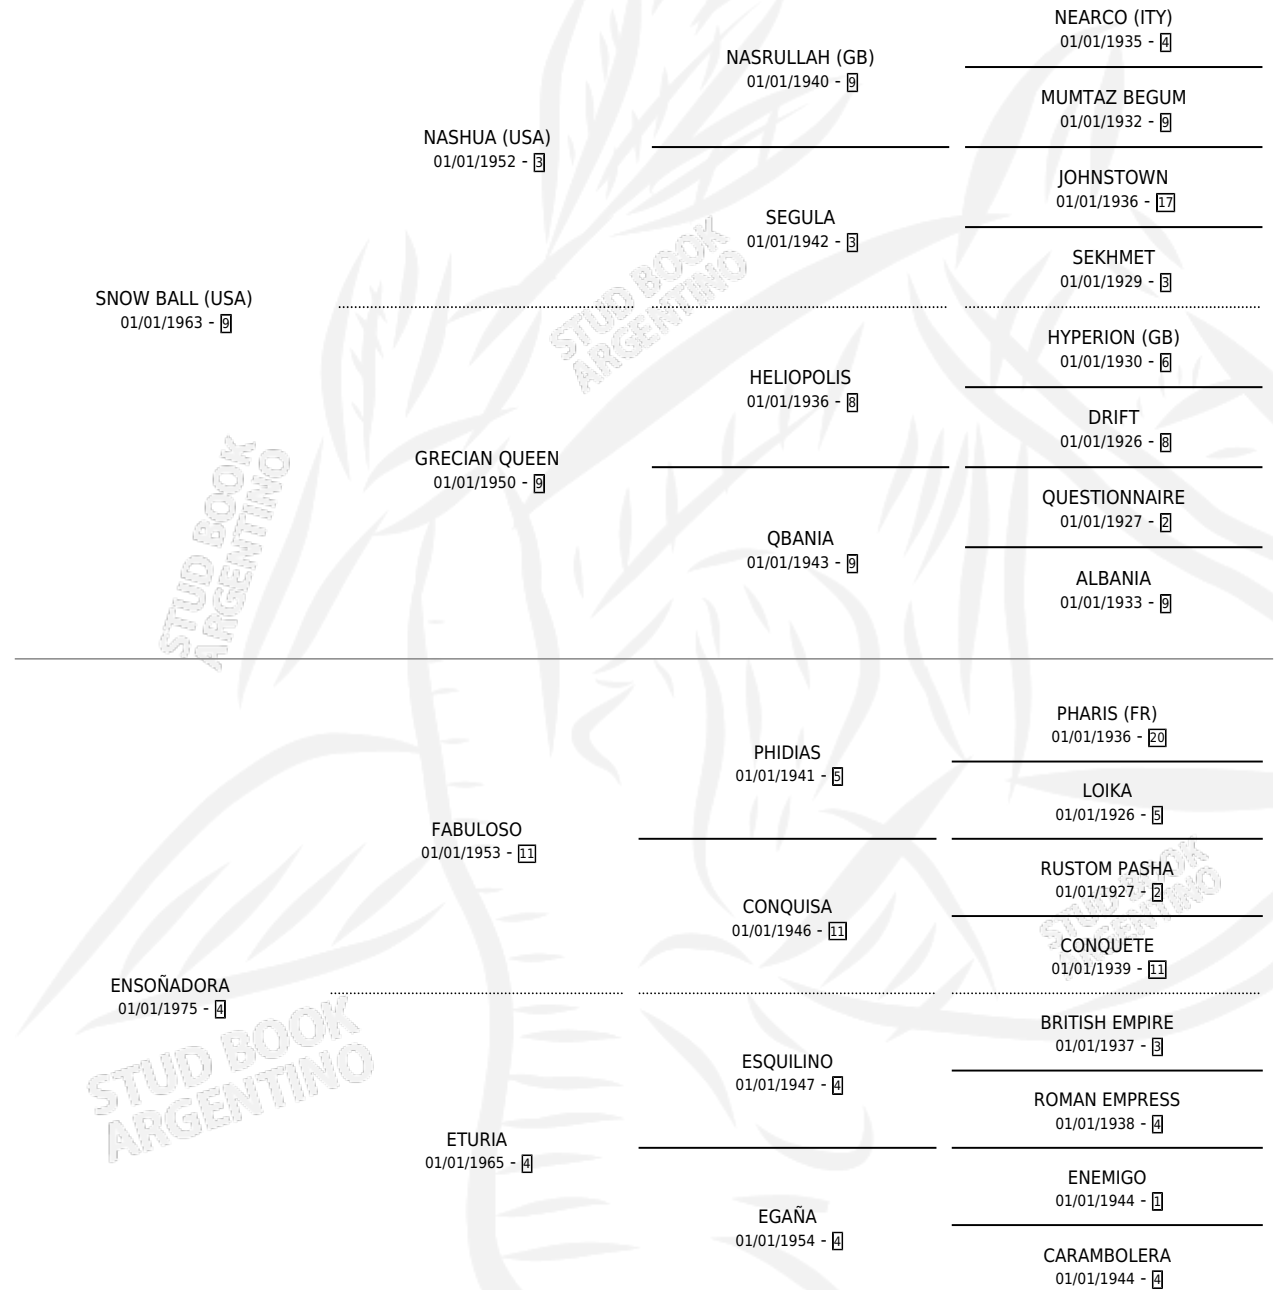 NEARCO (ITY)
01/01/1935 - 4
NASRULLAH (GB)
01/01/1940 - 9
MUMTAZ BEGUM
01/01/1932 - 9
NASHUA (USA)
01/01/1952 - 3
JOHNSTOWN
01/01/1936 - 17
SEGULA
01/01/1942 - 3
SEKHMET
01/01/1929 - 3
SNOW BALL (USA)
01/01/1963 - 9
HYPERION (GB)
01/01/1930 - 6
HELIOPOLIS
01/01/1936 - 8
DRIFT
01/01/1926 - 8
GRECIAN QUEEN
01/01/1950 - 9
QUESTIONNAIRE
01/01/1927 - 2
QBANIA
01/01/1943 - 9
ALBANIA
01/01/1933 - 9
PHARIS (FR)
01/01/1936 - 20
PHIDIAS
01/01/1941 - 5
LOIKA
01/01/1926 - 5
FABULOSO
01/01/1953 - 11
RUSTOM PASHA
01/01/1927 - 2
CONQUISA
01/01/1946 - 11
CONQUETE
01/01/1939 - 11
ENSOÑADORA
01/01/1975 - 4
BRITISH EMPIRE
01/01/1937 - 3
ESQUILINO
01/01/1947 - 4
ROMAN EMPRESS
01/01/1938 - 4
ETURIA
01/01/1965 - 4
ENEMIGO
01/01/1944 - 1
EGAÑA
01/01/1954 - 4
CARAMBOLERA
01/01/1944 - 4
STUD BOOK
ARGENTINO
STUD BOOK
ARGENTINO
STUD BOOK
ARGENTINO
STUD BOOK
ARGENTINO